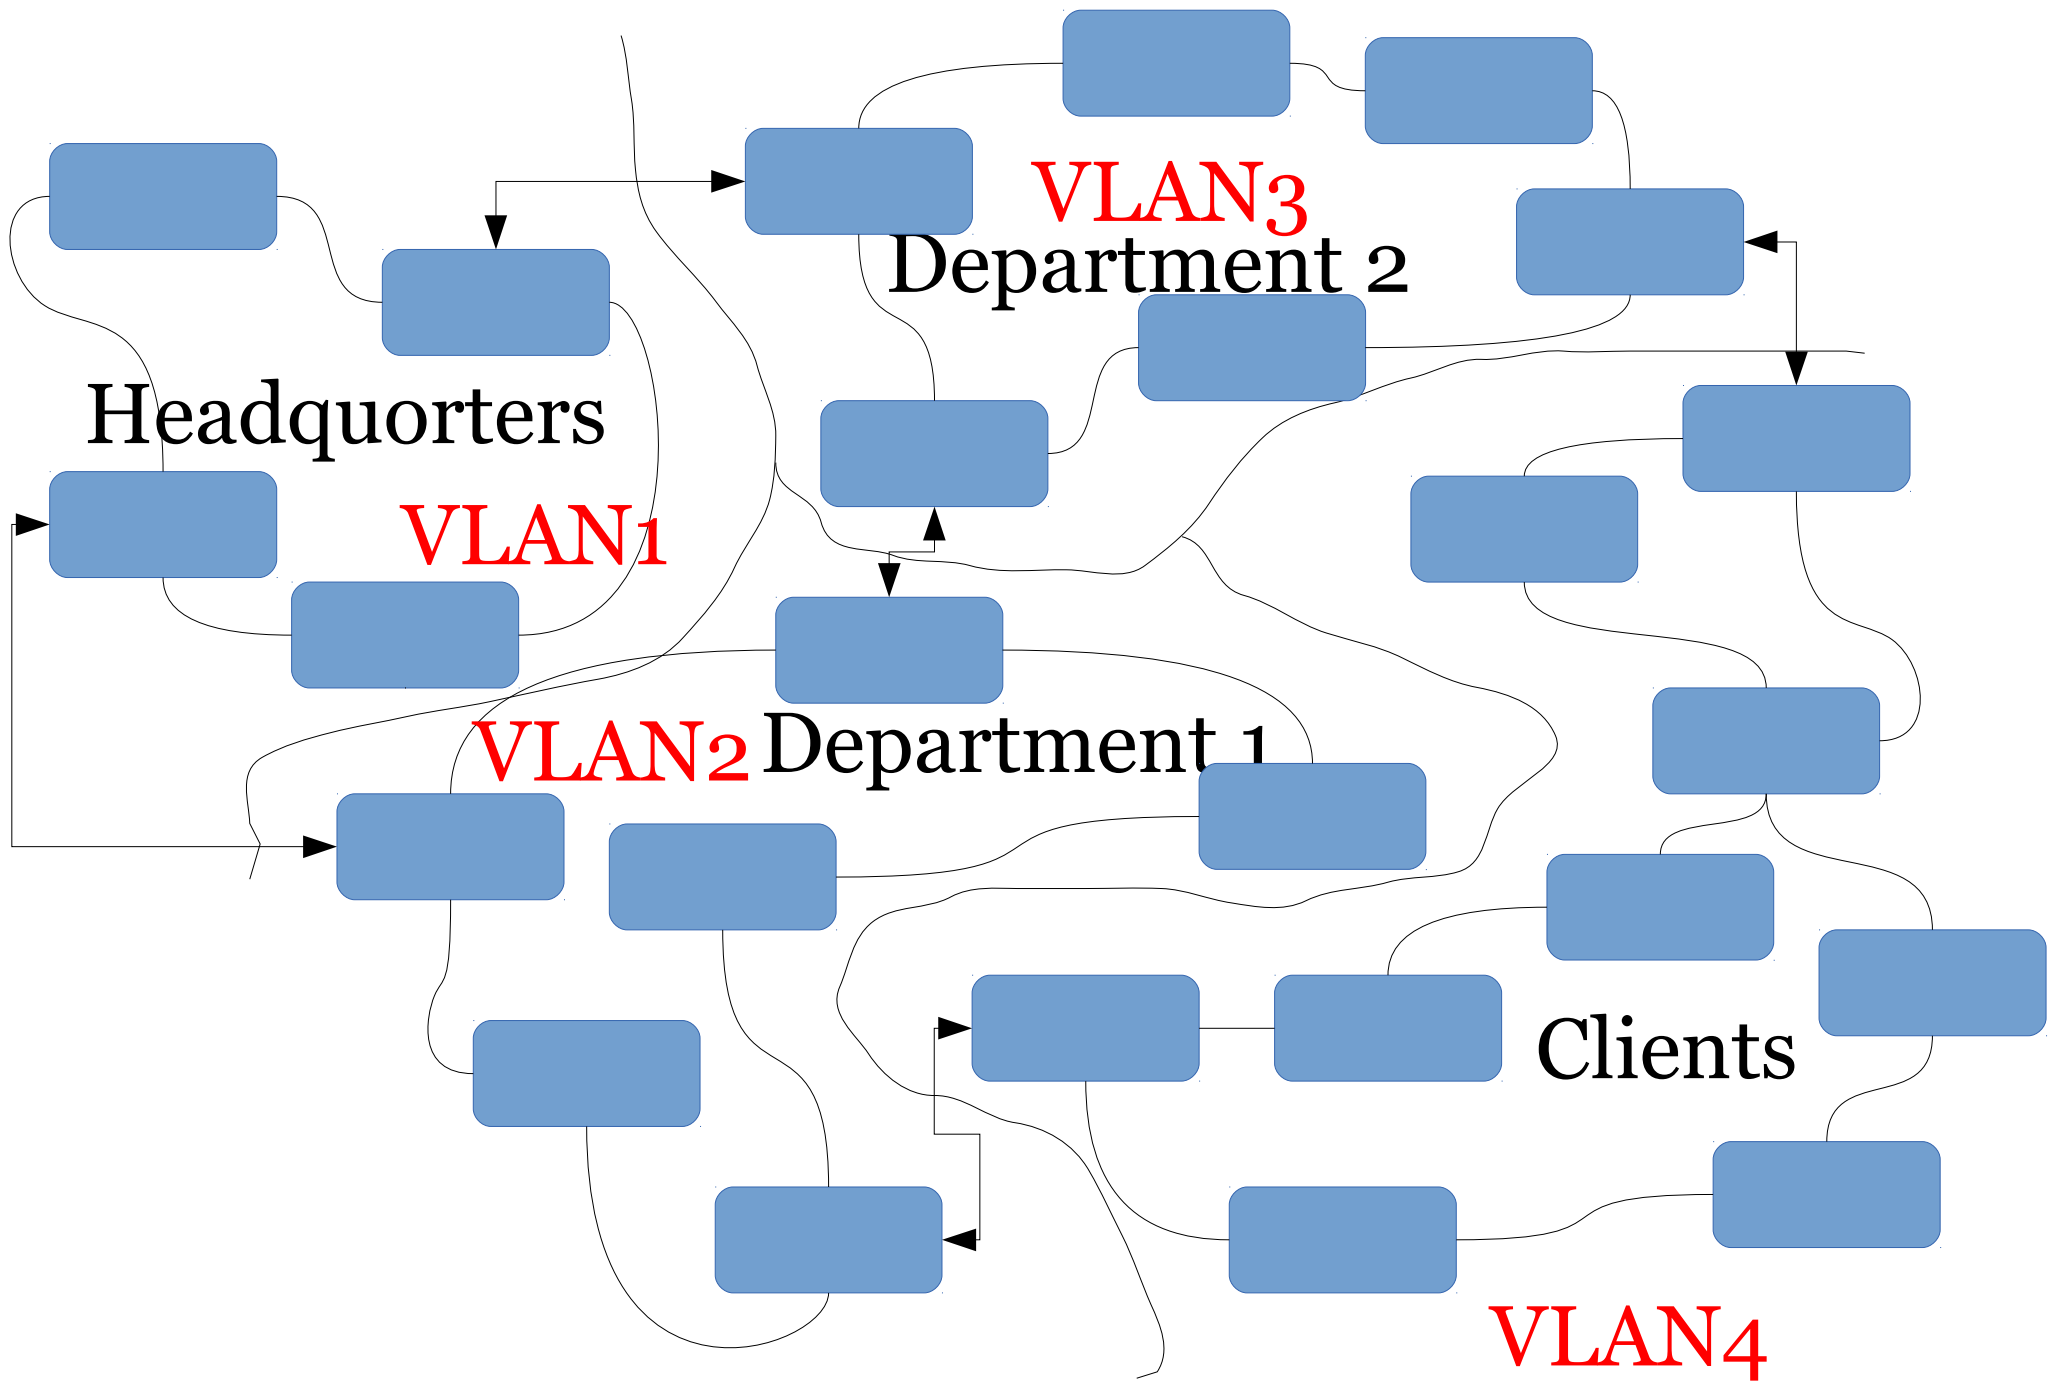 VLAN3
Department 2
Headquorters
VLAN1
VLAN2
Department 1
Clients
VLAN4